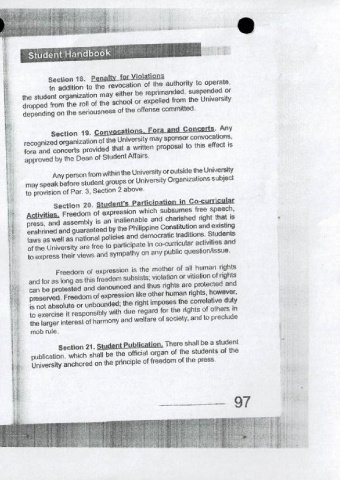 Student Handbook
Section 18. Penalty for Violations
In addition to the revocation of the authority to operate,
the student organization may either be reprimanded, suspended or
dropped from the roll of the school or expelled from the University
depending on the seriousness of the offense committed.
Section 19. Convocations, Fora and Concerts. Any
recognized organization of the University may sponsor convocations,
fora and concerts provided that a written proposal to this effect is
approved by the Dean of Student Affairs.
Any person from within the University or outside the University
may speak before student groups or University Organizations subject
to provision of Par. 3, Section 2 above.
Section 20. Student's Participation in Co-curricular
Activities. Freedom of expression which subsumes free speech,
press, and assembly is an inalienable and cherished right that is
enshrined and guaranteed by the Philippine Constitution and existing
laws as well as national policies and democratic traditions. Students
of the University are free to participate in co-curricular activities and
to express their views and sympathy on any public question/issue.
Freedom of expression is the mother of all human rights
and for as long as this freedom subsists; violation or vitiation of rights
can be protested and denounced and thus rights are protected and
preserved. Freedom of expression like other human rights, however,
is not absolute or unbounded; the right imposes the correlative duty
to exercise it responsibly with due regard for the rights of others in
the larger interest of harmony and welfare of society, and to preclude
mob rule.
Section 21. Student Publication. There shall be a student
publication, which shall be the official organ of the students of the
University anchored on the principle of freedom of the press.
97